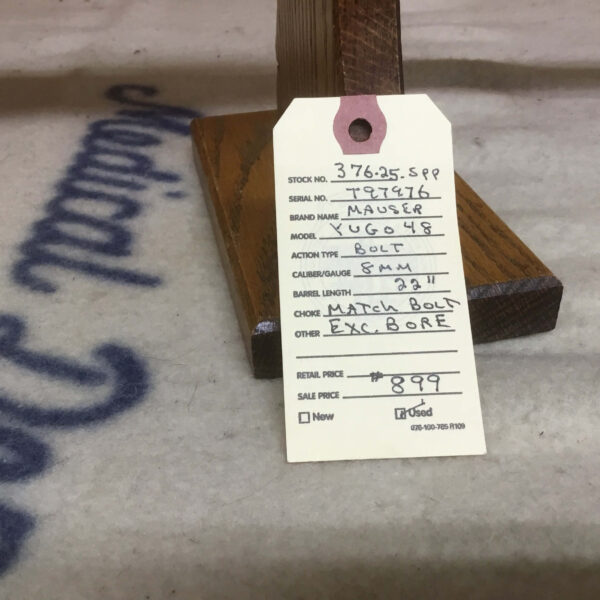 Medical
STOCK NO. 376-25-SPP
SERIAL NO. T97976
BRAND NAME MAUSER
MODEL YUGO 48
ACTION TYPE BOLT
CALIBER/GAUGE 8MM
BARREL LENGTH 22"
CHOKE MATCH BOLT
OTHER EXC. BORE
RETAIL PRICE
SALE PRICE # 899
New Used
078-100-765 R109